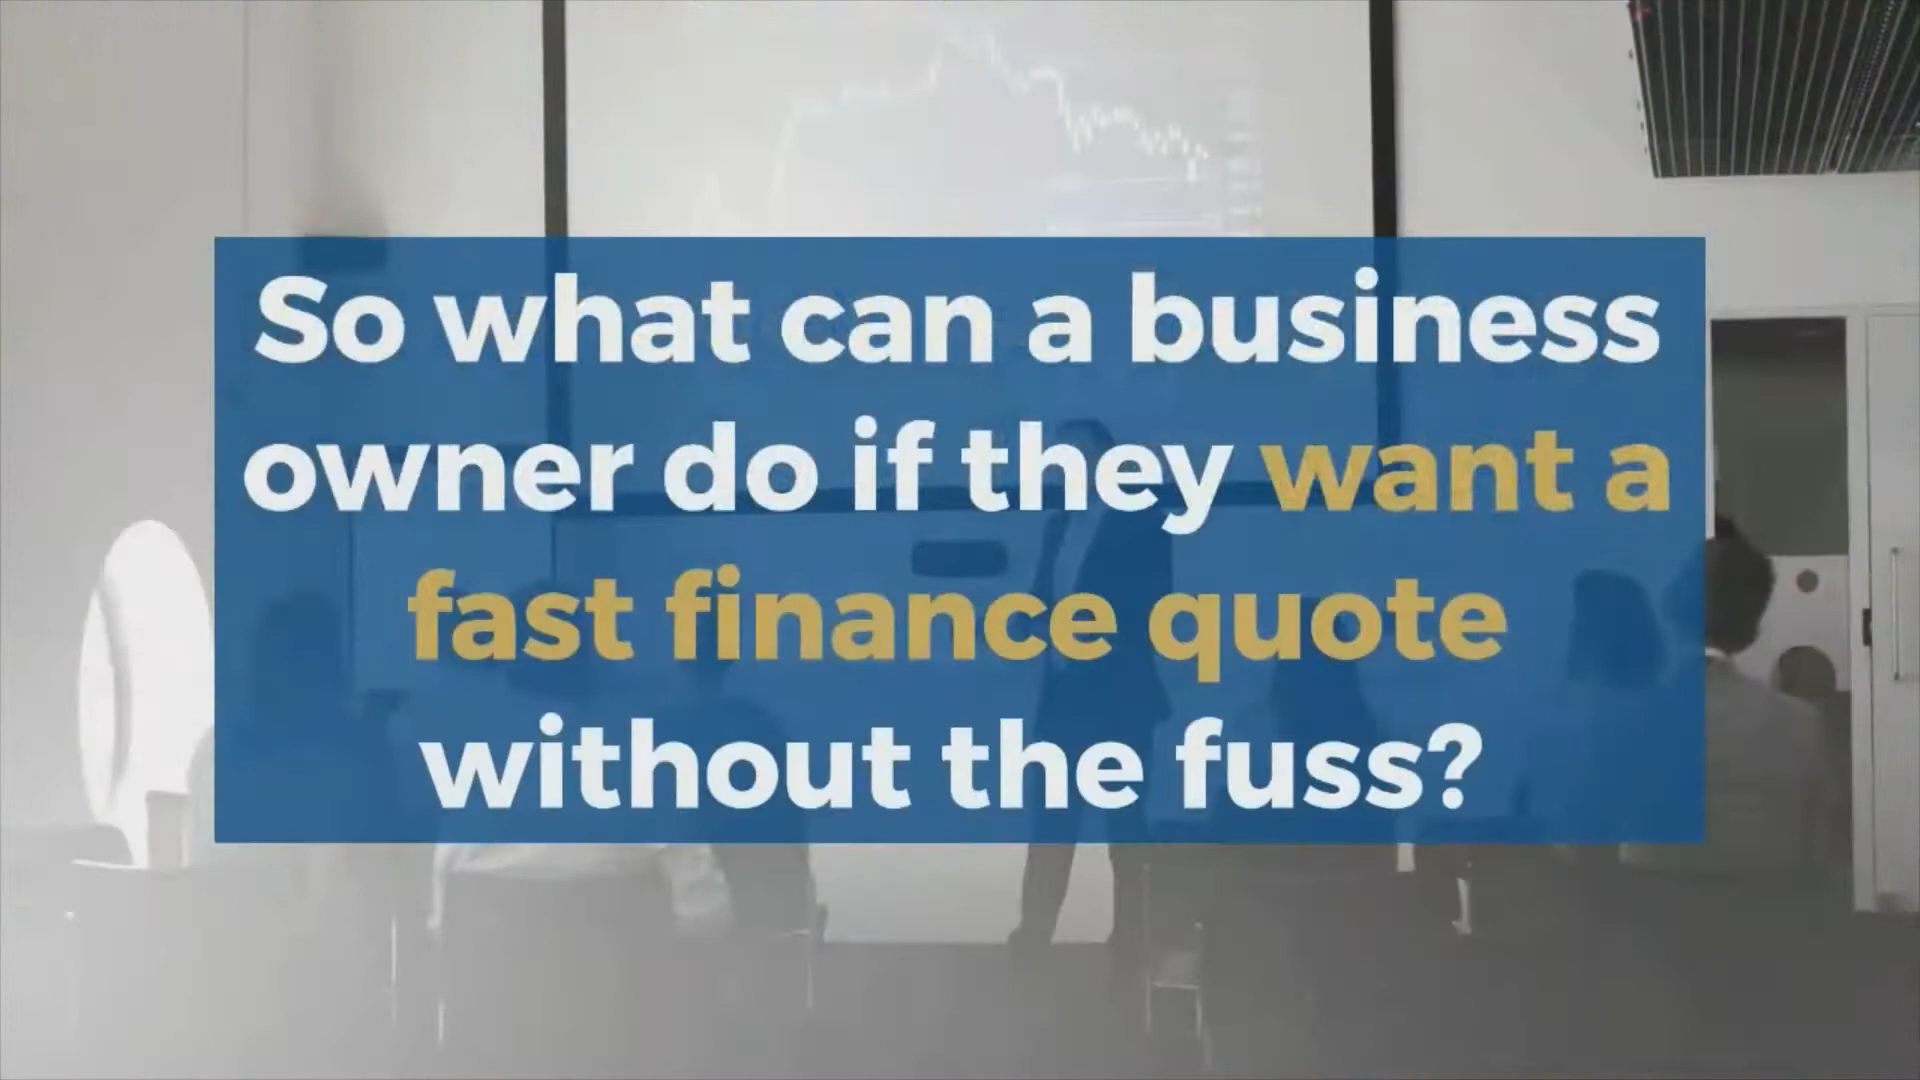 So what can a business
owner do if they want a
fast finance quote
without the fuss?